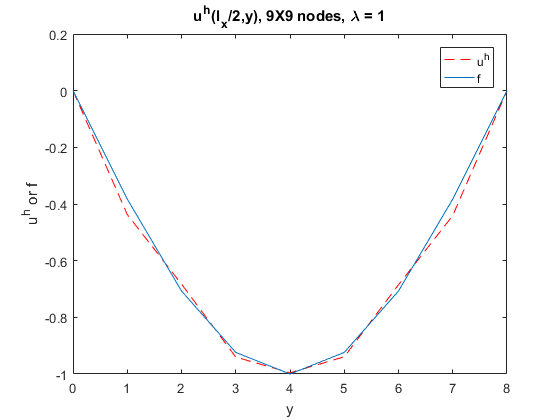 u^h(l_x/2,y), 9X9 nodes, λ = 1
u^h
f
0.2
0
-0.2
-0.4
-0.6
-0.8
-1
u^h or f
0 1 2 3 4 5 6 7 8
y